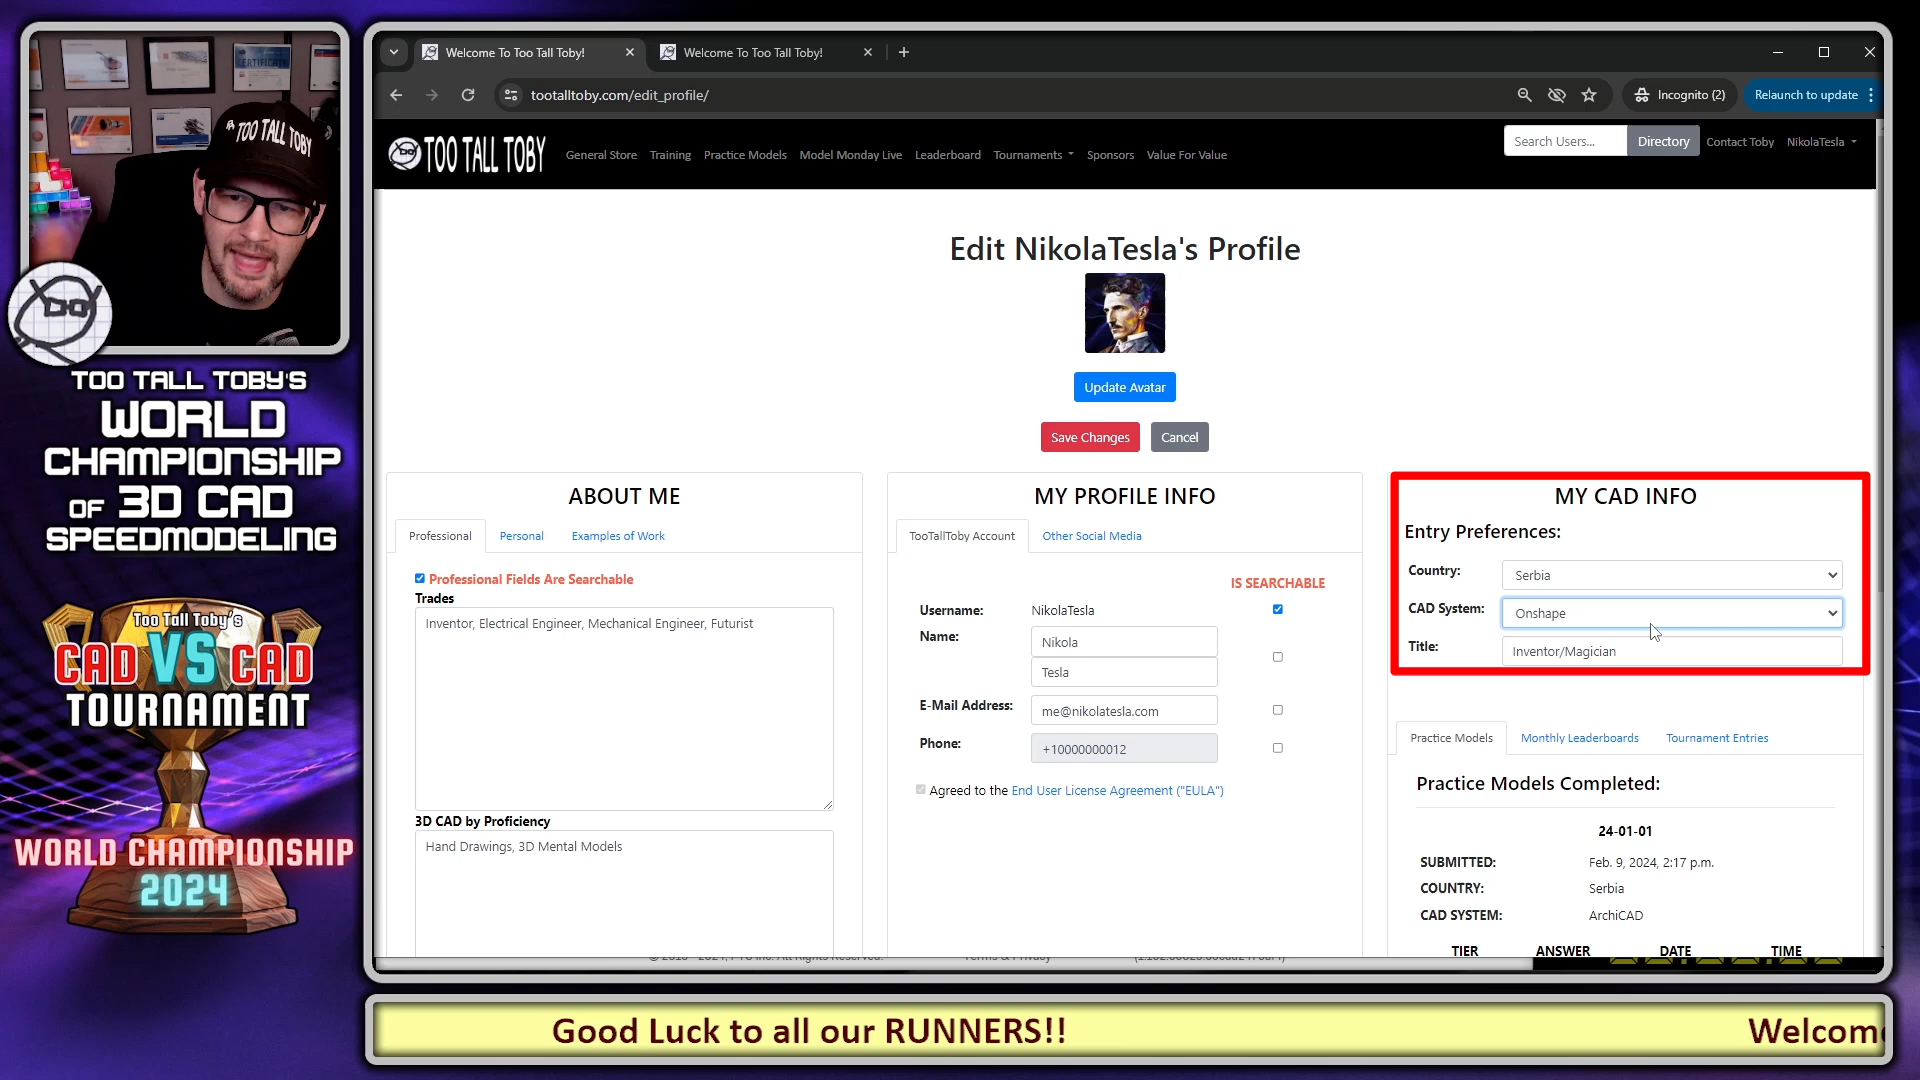 Welcome To Too Tall Toby!
Welcome To Too Tall Toby!
tootalltoby.com/edit_profile/
Incognito (2)
Relaunch to update
TOO TALL TOBY
TOO TALL TOBY
General Store
Training
Practice Models
Model Monday Live
Leaderboard
Tournaments
Sponsors
Value For Value
Search Users...
Directory
Contact Toby
NikolaTesla
Edit NikolaTesla's Profile
Update Avatar
Save Changes
Cancel
TOO TALL TOBY'S
WORLD
CHAMPIONSHIP
OF 3D CAD
SPEEDMODELING
Too Tall Toby's
CAD VS CAD
TOURNAMENT
WORLD CHAMPIONSHIP
2024
ABOUT ME
Professional
Personal
Examples of Work
Professional Fields Are Searchable
Trades
Inventor, Electrical Engineer, Mechanical Engineer, Futurist
3D CAD by Proficiency
Hand Drawings, 3D Mental Models
MY PROFILE INFO
TooTallToby Account
Other Social Media
IS SEARCHABLE
Username:
NikolaTesla
Name:
Nikola
Tesla
E-Mail Address:
me@nikolatesla.com
Phone:
+10000000012
Agreed to the End User License Agreement ("EULA")
MY CAD INFO
Entry Preferences:
Country:
Serbia
CAD System:
Onshape
Title:
Inventor/Magician
Practice Models
Monthly Leaderboards
Tournament Entries
Practice Models Completed:
24-01-01
SUBMITTED:
Feb. 9, 2024, 2:17 p.m.
COUNTRY:
Serbia
CAD SYSTEM:
ArchiCAD
TIER
ANSWER
DATE
TIME
Good Luck to all our RUNNERS!!
Welcome